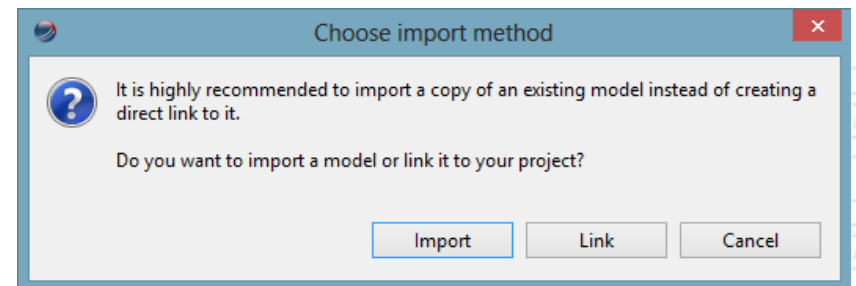 Choose import method
It is highly recommended to import a copy of an existing model instead of creating a
direct link to it.
Do you want to import a model or link it to your project?
Import
Link
Cancel